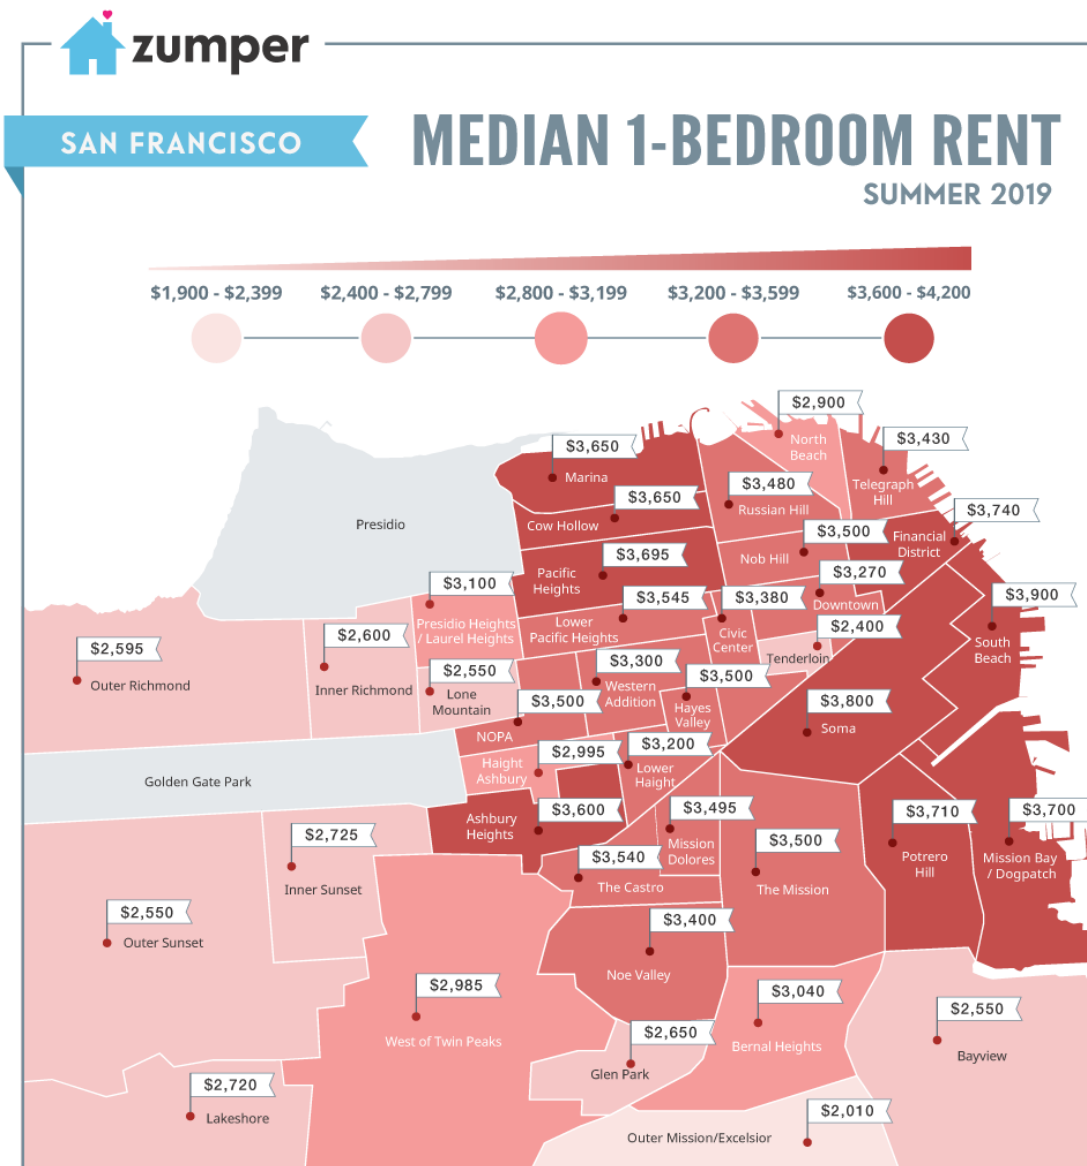 zumper
SAN FRANCISCO
MEDIAN 1-BEDROOM RENT
SUMMER 2019
$1,900 - $2,399
$2,400 - $2,799
$2,800 - $3,199
$3,200 - $3,599
$3,600 - $4,200
$2,900
North
Beach
$3,430
Telegraph
Hill
$3,650
Marina
$3,480
Russian Hill
$3,650
Cow Hollow
$3,740
Financial
District
Presidio
$3,500
Nob Hill
$3,695
Pacific
Heights
$3,270
Downtown
$3,100
Presidio Heights
/ Laurel Heights
$3,545
Lower
Pacific Heights
$3,380
Civic
Center
$3,900
South
Beach
$2,400
Tenderloin
$2,595
Outer Richmond
$2,600
Inner Richmond
$2,550
Lone
Mountain
$3,300
Western
Addition
$3,500
Hayes
Valley
$3,500
NOPA
$3,800
Soma
$2,995
Haight
Ashbury
$3,200
Lower
Haight
Golden Gate Park
$3,600
Ashbury
Heights
$3,495
Mission
Dolores
$3,710
Potrero
Hill
$3,700
Mission Bay
/ Dogpatch
$2,725
Inner Sunset
$3,540
The Castro
$3,500
The Mission
$2,550
Outer Sunset
$3,400
Noe Valley
$2,985
West of Twin Peaks
$3,040
Bernal Heights
$2,550
Bayview
$2,650
Glen Park
$2,720
Lakeshore
$2,010
Outer Mission/Excelsior